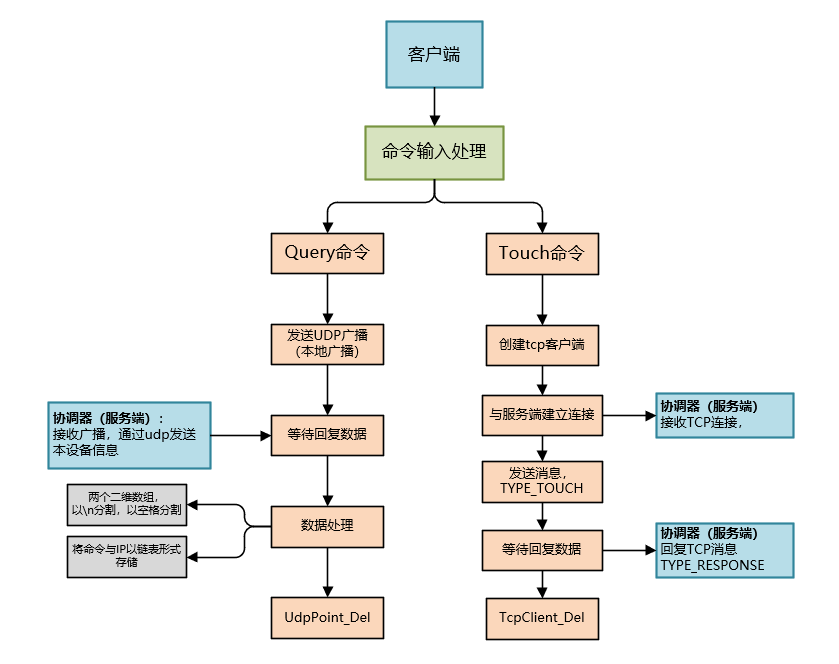 客户端
命令输入处理
Query命令
Touch命令
发送UDP广播
（本地广播）
创建tcp客户端
协调器（服务端）：
接收广播，通过udp发送
本设备信息
等待回复数据
与服务端建立连接
协调器（服务端）
接收TCP连接，
发送消息，
TYPE_TOUCH
两个二维数组，
以\n分割，以空格分割
数据处理
将命令与IP以链表形式
存储
等待回复数据
协调器（服务端）
回复TCP消息
TYPE_RESPONSE
UdpPoint_Del
TcpClient_Del